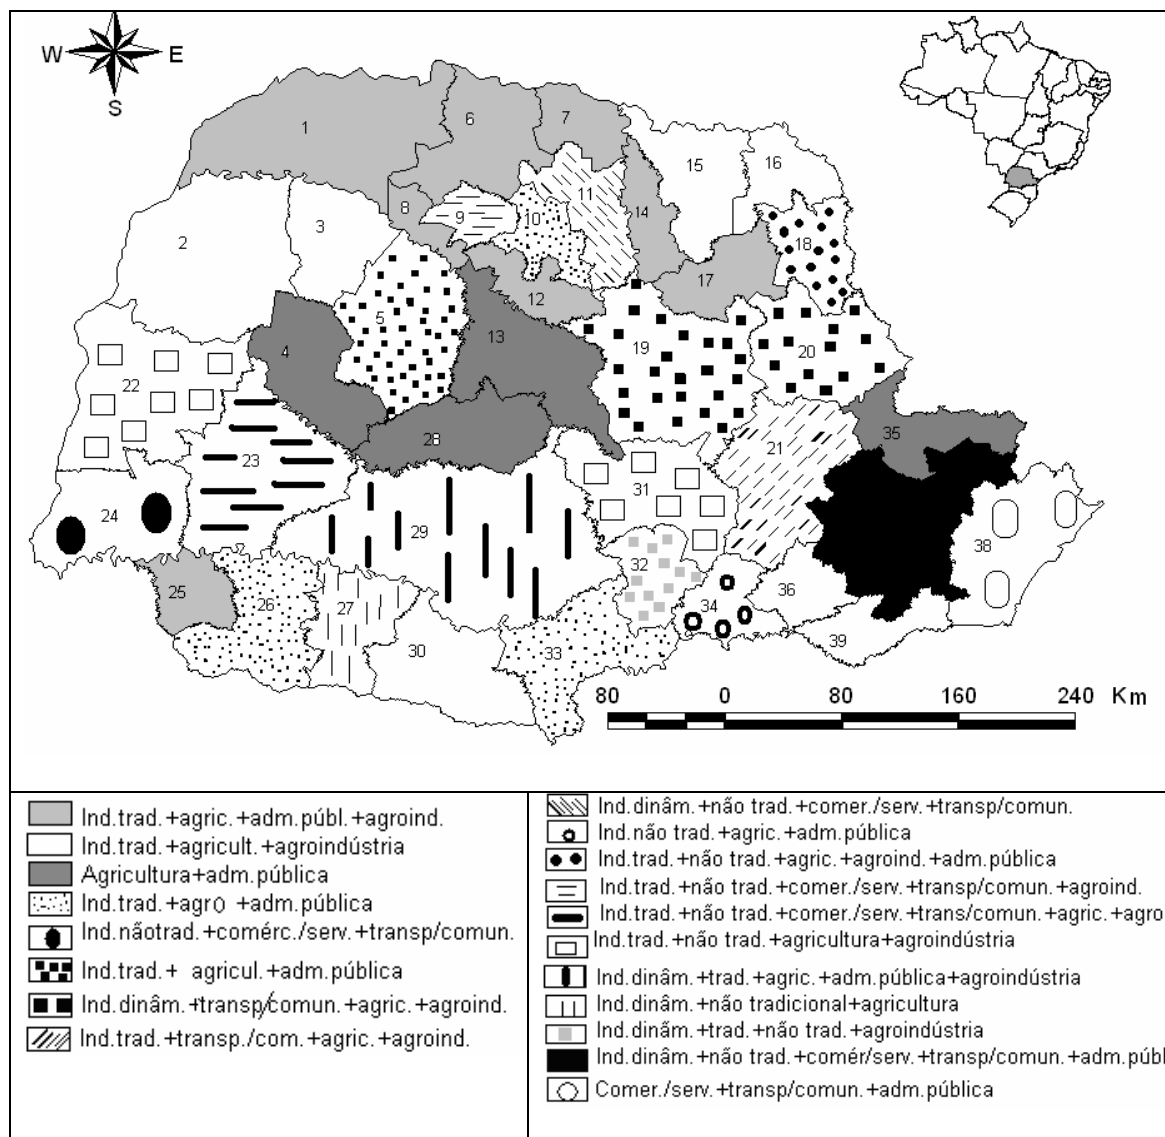 W E
S
1
6
7
15
16
8
9
10
11
14
2
3
18
17
12
5
13
19
4
20
22
28
35
21
23
31
24
29
38
32
25
26
27
34
36
30
33
39
80 0 80 160 240 Km
Ind.trad.+agric.+adm.públ.+agroind.
Ind.trad.+agricult.+agroindústria
Agricultura+adm.pública
Ind.trad.+agro +adm.pública
Ind.nãotrad.+comérc./serv.+transp/comun.
Ind.trad.+ agricul.+adm.pública
Ind.dinâm.+transp/comun.+agric.+agroind.
Ind.trad.+transp./com.+agric.+agroind.
Ind.dinâm.+não trad.+comer./serv.+transp/comun.
Ind.não trad.+agric.+adm.pública
Ind.trad.+não trad.+agric.+agroind.+adm.pública
Ind.trad.+não trad.+comer./serv.+transp/comun.+agroind.
Ind.trad.+não trad.+comer./serv.+trans/comun.+agric.+agro
Ind.trad.+não trad.+agricultura+agroindústria
Ind.dinâm.+trad.+agric.+adm.pública+agroindústria
Ind.dinâm.+não tradicional+agricultura
Ind.dinâm.+trad.+não trad.+agroindústria
Ind.dinâm.+não trad.+comér/serv.+transp/comun.+adm.públ
Comer./serv.+transp/comun.+adm.pública